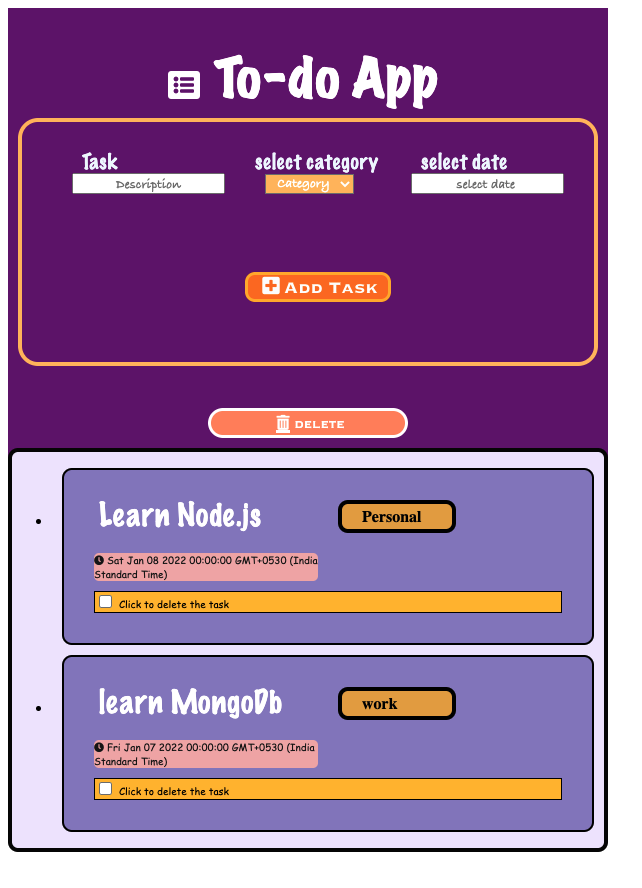 To-do App
Task select category select date
Description Category select date
Add Task
DELETE
Learn Node.js Personal
Sat Jan 08 2022 00:00:00 GMT+0530 (India
Standard Time)
Click to delete the task
learn MongoDb work
Fri Jan 07 2022 00:00:00 GMT+0530 (India
Standard Time)
Click to delete the task